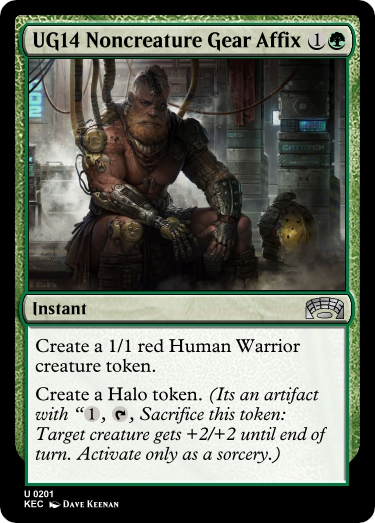 UG14 Noncreature Gear Affix 1
Instant
Create a 1/1 red Human Warrior
creature token.
Create a Halo token. (Its an artifact
with “1, , Sacrifice this token:
Target creature gets +2/+2 until end of
turn. Activate only as a sorcery.)
U 0201
KEC Dave Keenan